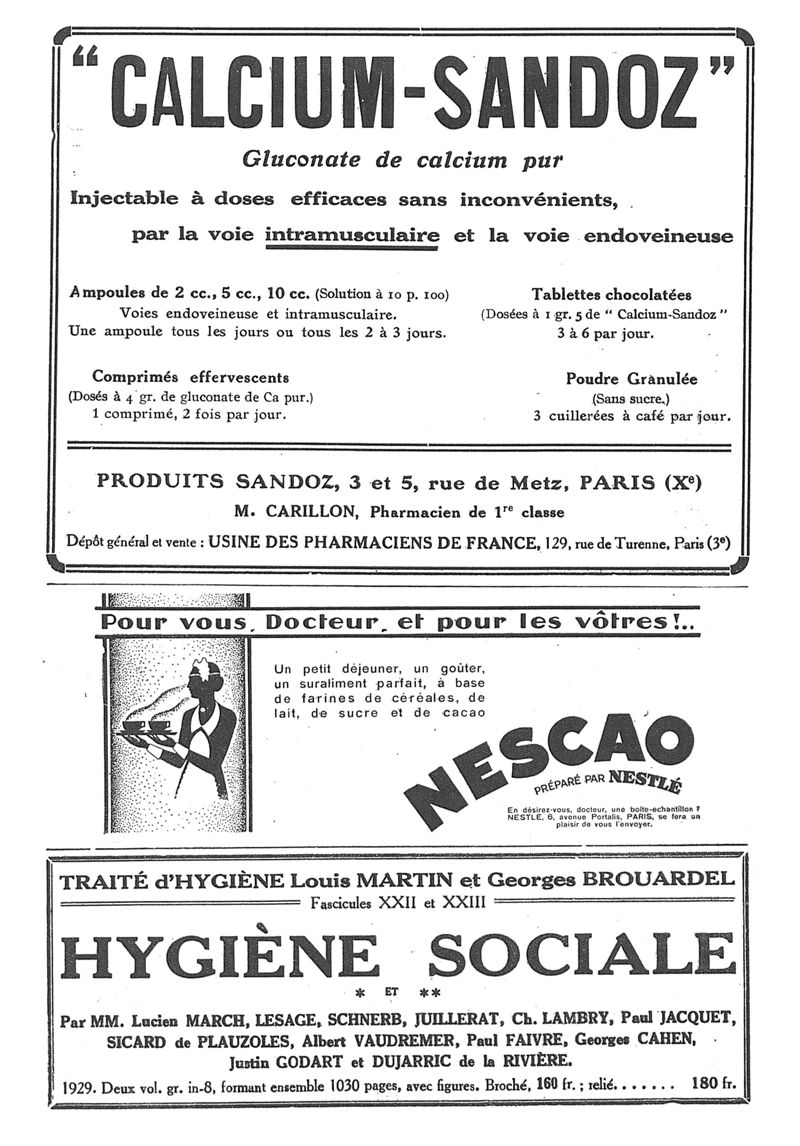 “CALCIUM-SANDOZ”
Gluconate de calcium pur
Injectable à doses efficaces sans inconvénients,
par la voie intramusculaire et la voie endoveineuse
Ampoules de 2 cc., 5 cc., 10 cc. (Solution à 10 p. 100)
Voies endoveineuse et intramusculaire.
Une ampoule tous les jours ou tous les 2 à 3 jours.
Tablettes chocolatées
(Dosées à 1 gr. 5 de “ Calcium-Sandoz ”
3 à 6 par jour.
Comprimés effervescents
(Dosés à 4 gr. de gluconate de Ca pur.)
1 comprimé, 2 fois par jour.
Poudre Granulée
(Sans sucre.)
3 cuillerées à café par jour.
PRODUITS SANDOZ, 3 et 5, rue de Metz, PARIS (Xe)
M. CARILLON, Pharmacien de 1re classe
Dépôt général et vente : USINE DES PHARMACIENS DE FRANCE, 129, rue de Turenne, Paris (3e)
Pour vous, Docteur, et pour les vôtres !..
Un petit déjeuner, un goûter,
un suraliment parfait, à base
de farines de céréales, de
lait, de sucre et de cacao
NESCAO
PRÉPARÉ PAR NESTLÉ
En désirez-vous, docteur, une boîte-échantillon ?
NESTLÉ, 6, avenue Portalis, PARIS, se fera un
plaisir de vous l'envoyer.
TRAITÉ d'HYGIÈNE Louis MARTIN et Georges BROUARDEL
Fascicules XXII et XXIII
HYGIÈNE SOCIALE
* ET **
Par MM. Lucien MARCH, LESAGE, SCHNERB, JUILLERAT, Ch. LAMBRY, Paul JACQUET,
SICARD de PLAUZOLES, Albert VAUDREMER, Paul FAIVRE, Georges CAHEN,
Justin GODART et DUJARRIC de la RIVIÈRE.
1929. Deux vol. gr. in-8, formant ensemble 1030 pages, avec figures. Broché, 160 fr. ; relié....... 180 fr.